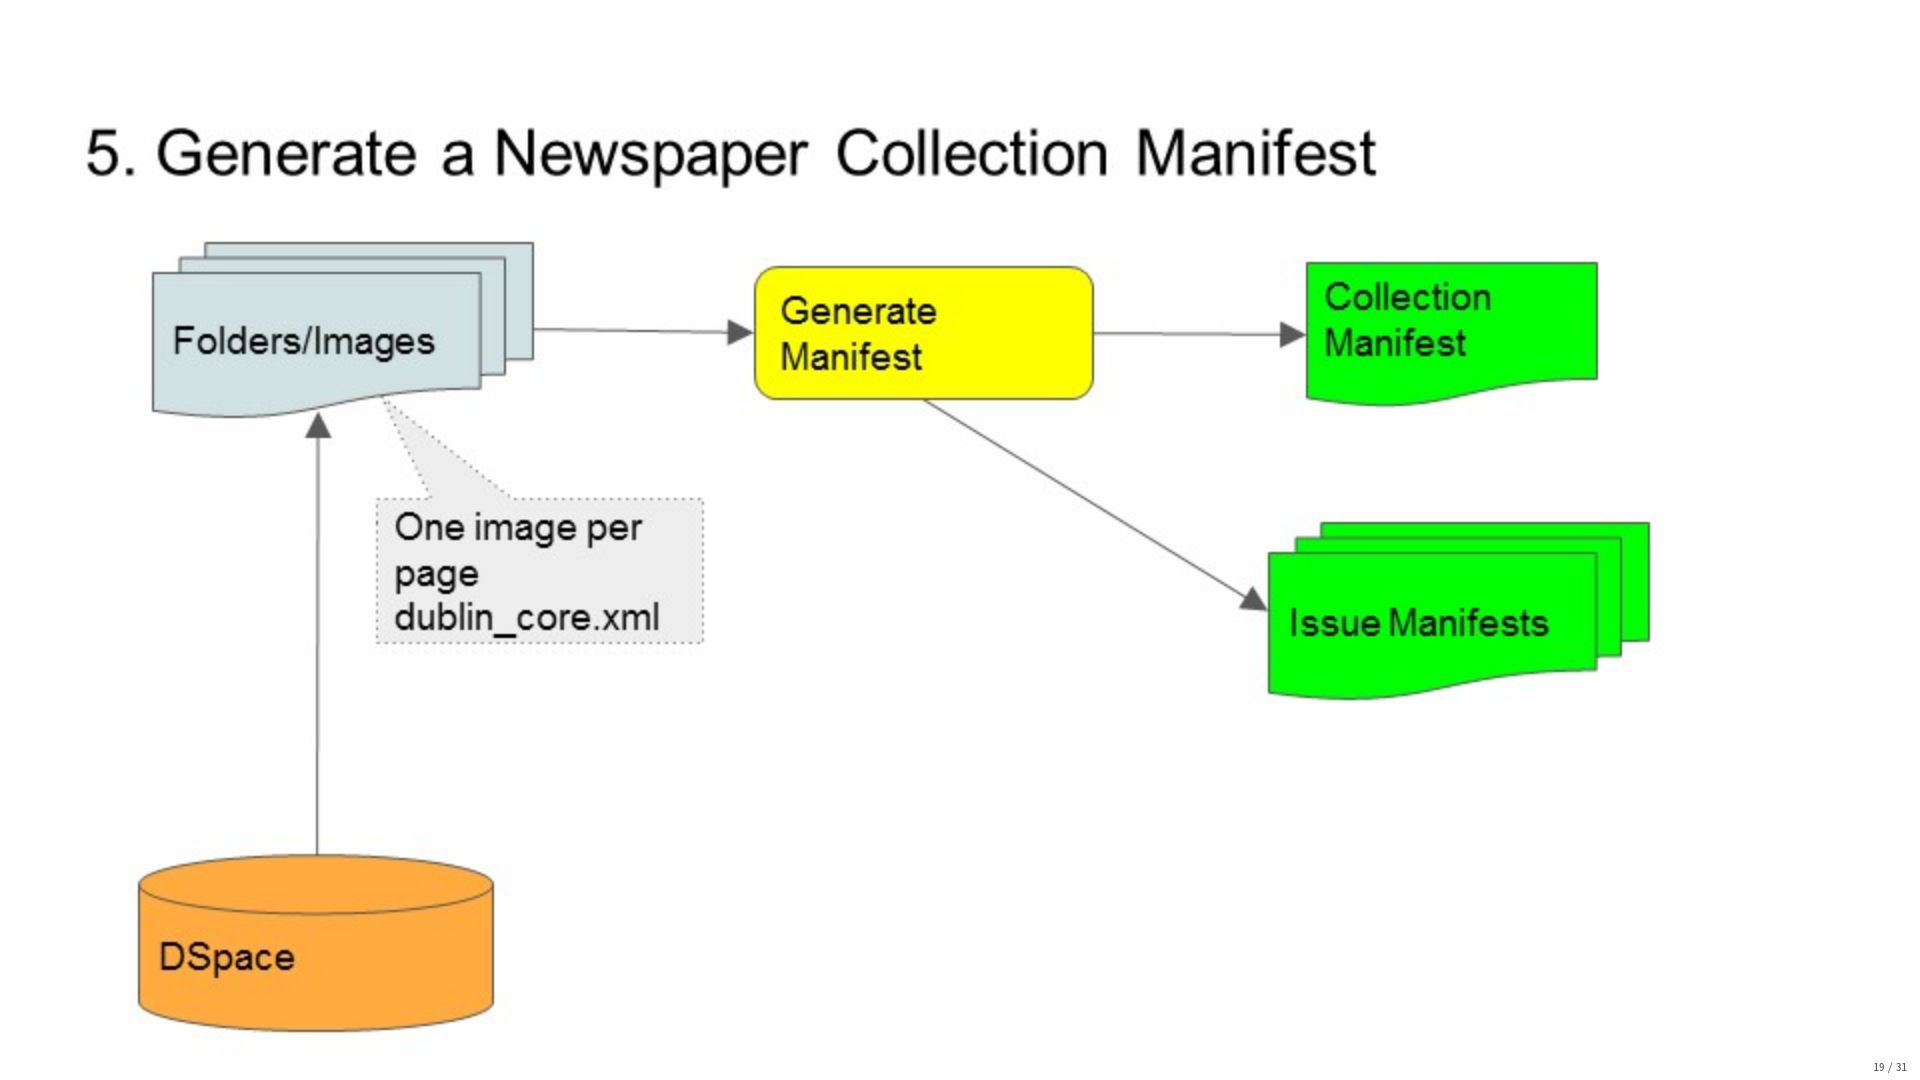 5. Generate a Newspaper Collection Manifest
Folders/Images
Generate
Manifest
Collection
Manifest
One image per
page
dublin_core.xml
Issue Manifests
DSpace
19 / 31